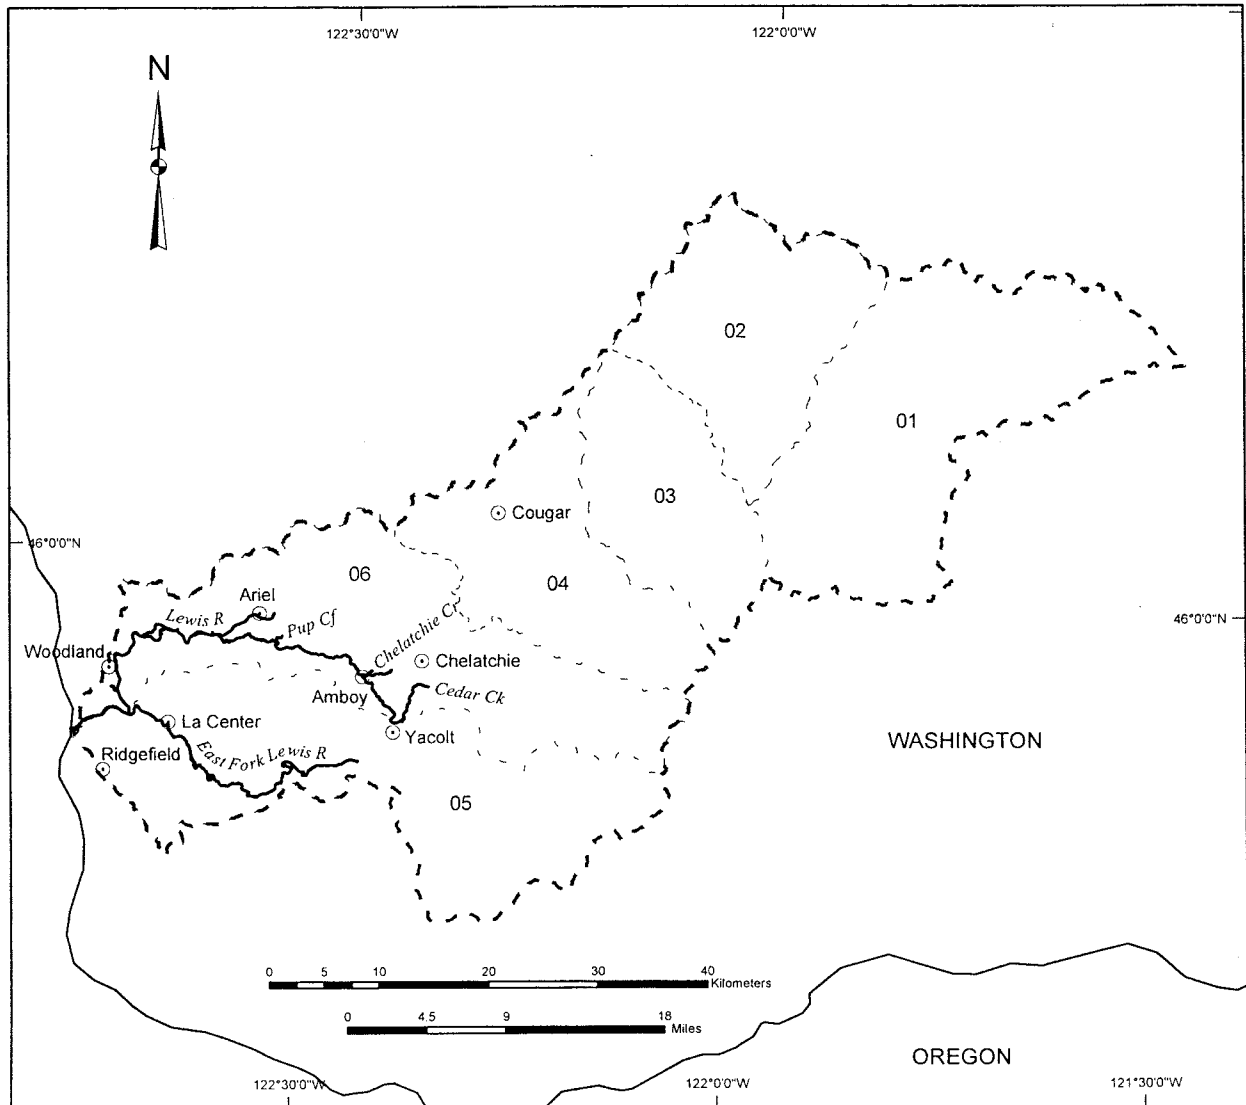 122°30'0"W
122°0'0"W
N
02
01
03
Cougar
46°0'0"N
06
04
Ariel
46°0'0"N
Lewis R
Pup Cf
Chelatchie Cr
Woodland
Chelatchie
Amboy
Cedar Ck
La Center
Yacolt
WASHINGTON
Ridgefield
East Fork Lewis R
05
0 5 10 20 30 40
Kilometers
0 4.5 9 18
Miles
OREGON
122°30'0"W
122°0'0"W
121°30'0"W